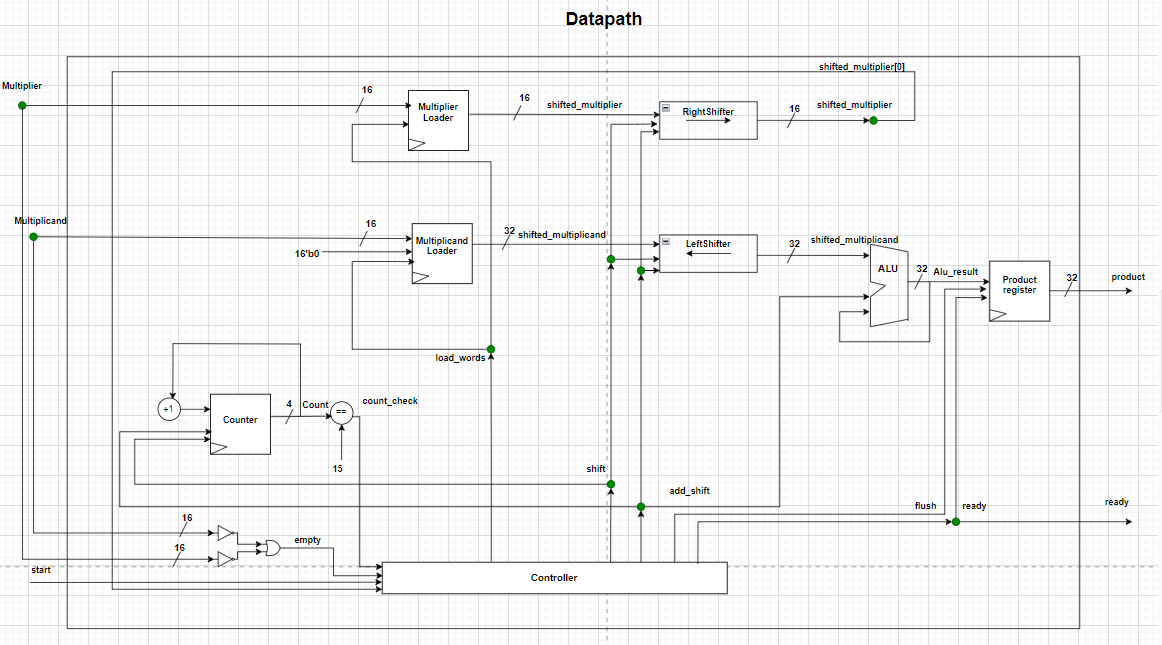 Datapath
shifted_multiplier[0]
Multiplier
16
Multiplier
Loader
16
shifted_multiplier
RightShifter
16
shifted_multiplier
Multiplicand
16
16'b0
Multiplicand
Loader
32
shifted_multiplicand
LeftShifter
32
shifted_multiplicand
ALU
32
Alu_result
Product
register
32
product
load_words
+1
Counter
4
Count
==
count_check
15
shift
add_shift
flush
ready
ready
16
16
empty
start
Controller